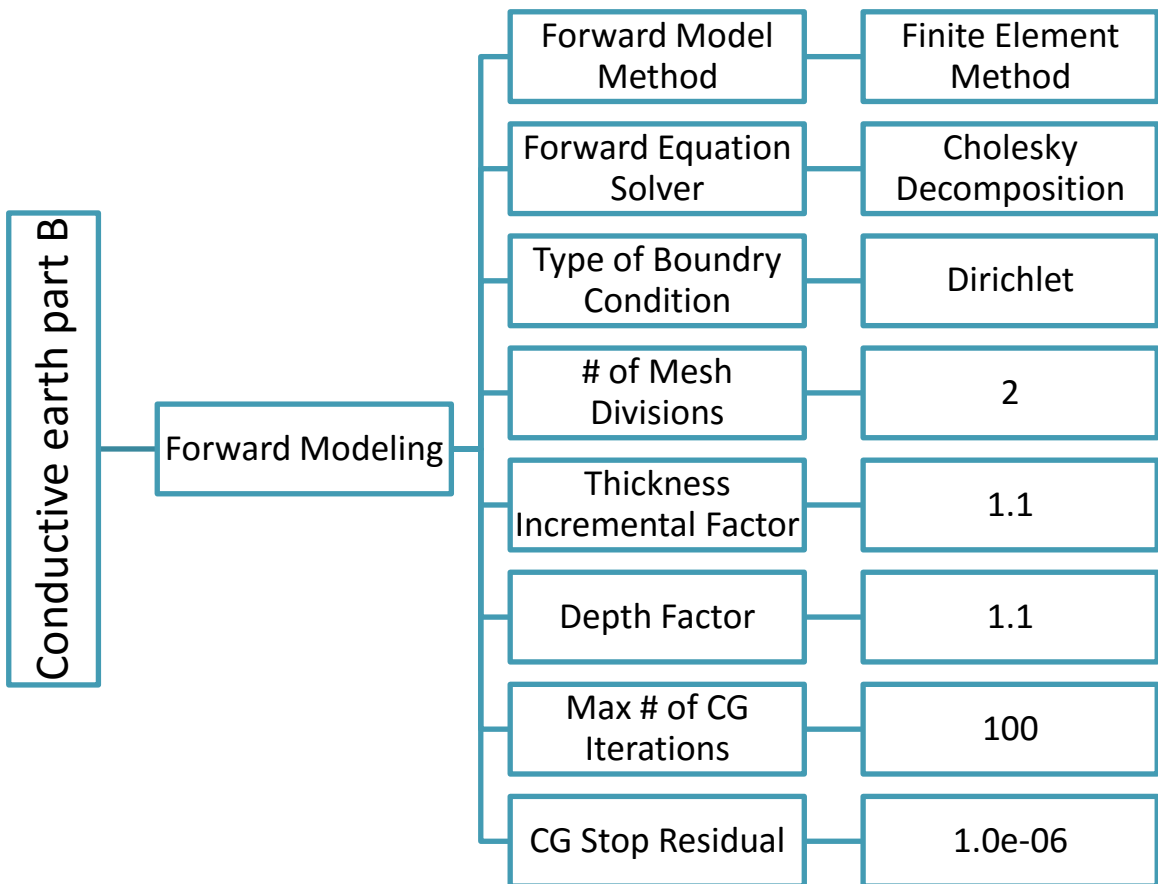 Conductive earth part B
Forward Modeling
Forward Model
Method
Finite Element
Method
Forward Equation
Solver
Cholesky
Decomposition
Type of Boundry
Condition
Dirichlet
# of Mesh
Divisions
2
Thickness
Incremental Factor
1.1
Depth Factor
1.1
Max # of CG
Iterations
100
CG Stop Residual
1.0e-06